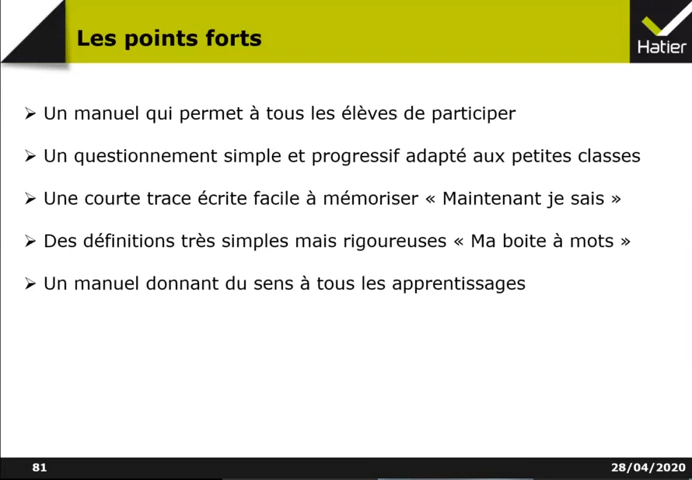 Les points forts
Hatier
Un manuel qui permet à tous les élèves de participer
Un questionnement simple et progressif adapté aux petites classes
Une courte trace écrite facile à mémoriser « Maintenant je sais »
Des définitions très simples mais rigoureuses « Ma boite à mots »
Un manuel donnant du sens à tous les apprentissages
81
28/04/2020